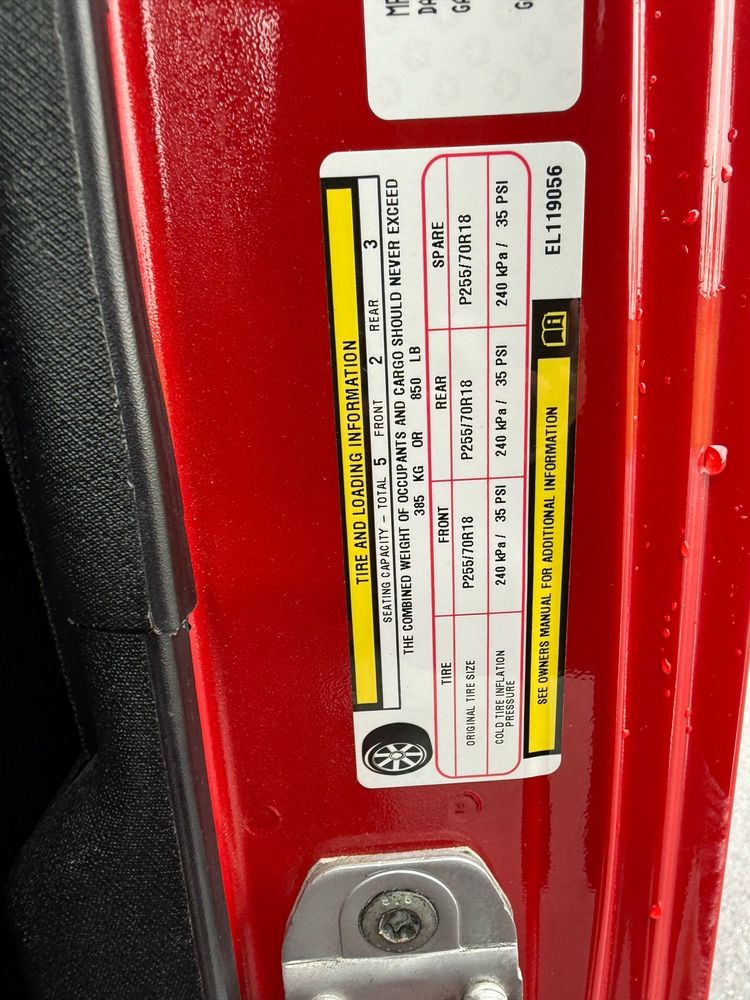 MF
DA
GA
G
TIRE AND LOADING INFORMATION
SEATING CAPACITY – TOTAL 5 FRONT 2 REAR 3
THE COMBINED WEIGHT OF OCCUPANTS AND CARGO SHOULD NEVER EXCEED
385 KG OR 850 LB
TIRE FRONT REAR SPARE
ORIGINAL TIRE SIZE P255/70R18 P255/70R18 P255/70R18
COLD TIRE INFLATION
PRESSURE 240 kPa / 35 PSI 240 kPa / 35 PSI 240 kPa / 35 PSI
SEE OWNERS MANUAL FOR ADDITIONAL INFORMATION
EL119056